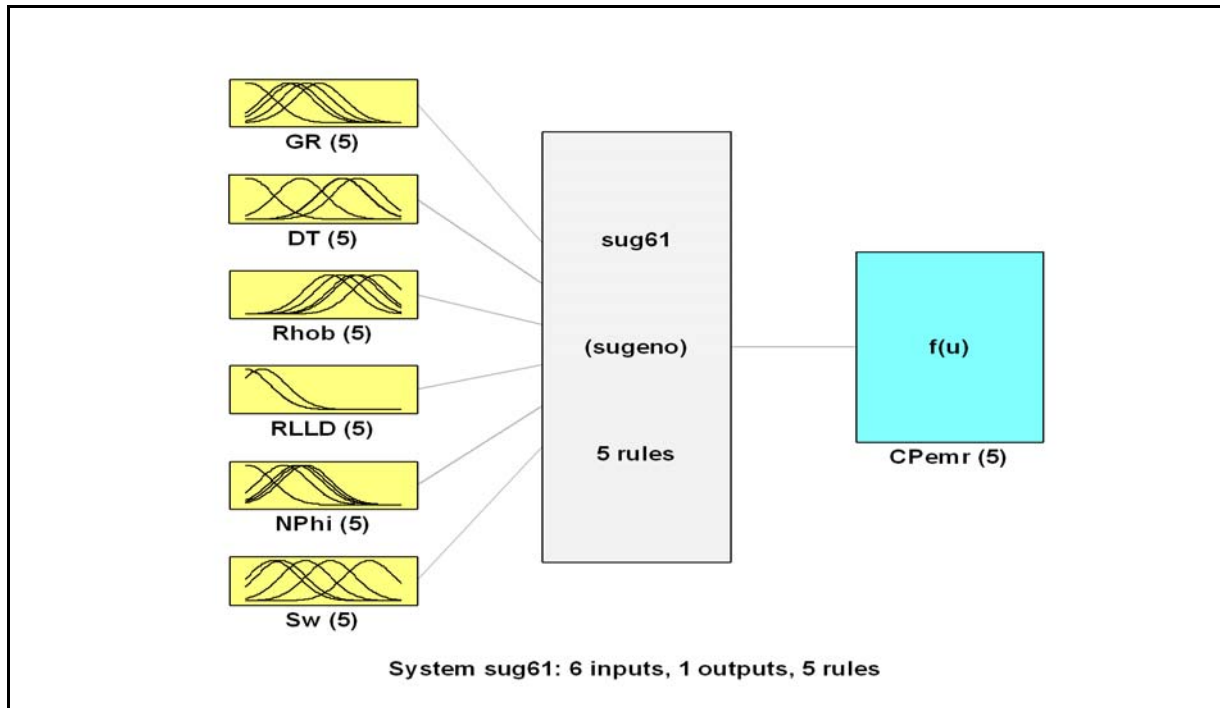 GR (5)
DT (5)
Rhob (5)
RLLD (5)
NPhi (5)
Sw (5)
sug61
(sugeno)
5 rules
f(u)
CPemr (5)
System sug61: 6 inputs, 1 outputs, 5 rules